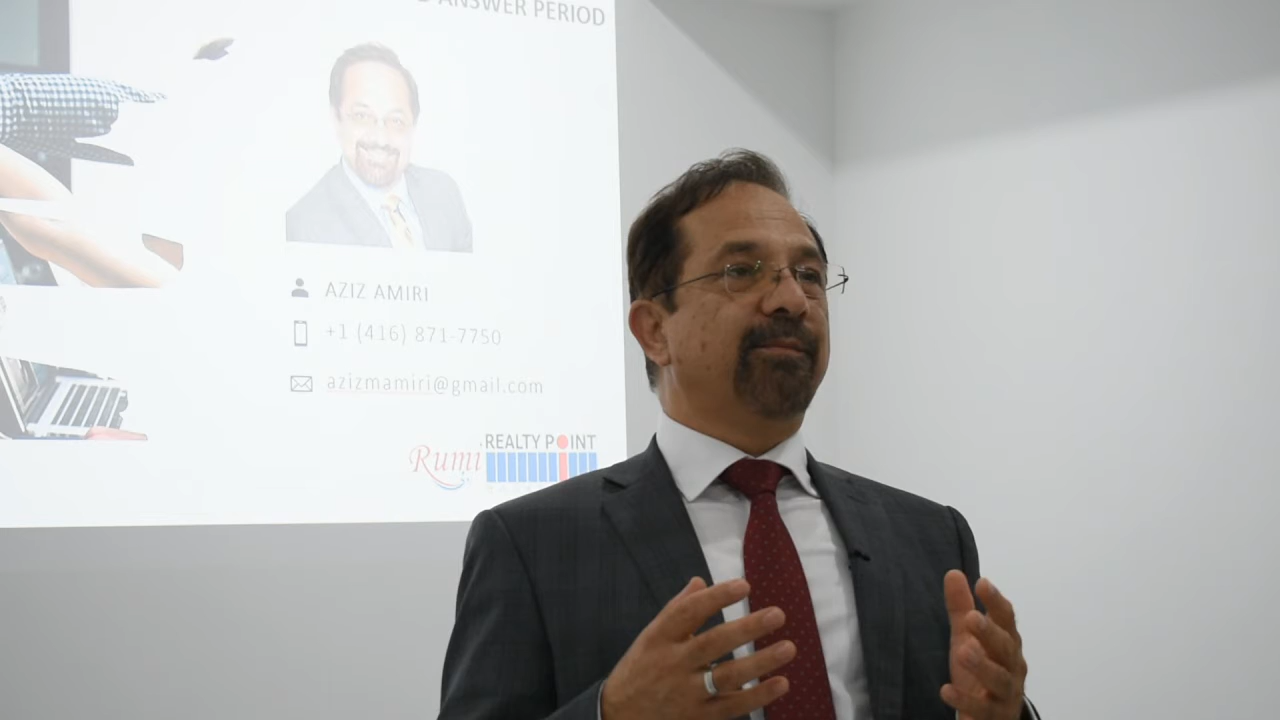 ANSWER PERIOD
AZIZ AMIRI
+1 (416) 871-7750
azizmamiri@gmail.com
REALTY POINT
Rumi